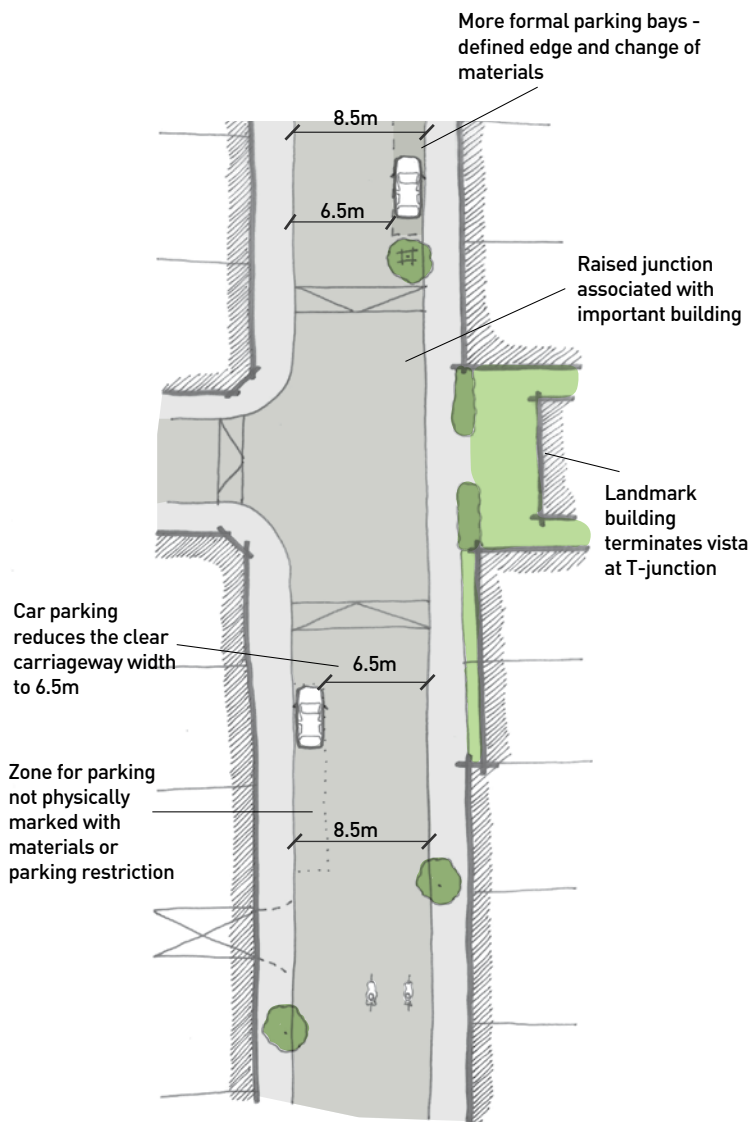 More formal parking bays -
defined edge and change of
materials
8.5m
6.5m
Raised junction
associated with
important building
Landmark
building
terminates vista
at T-junction
Car parking
reduces the clear
carriageway width
to 6.5m
6.5m
Zone for parking
not physically
marked with
materials or
parking restriction
8.5m